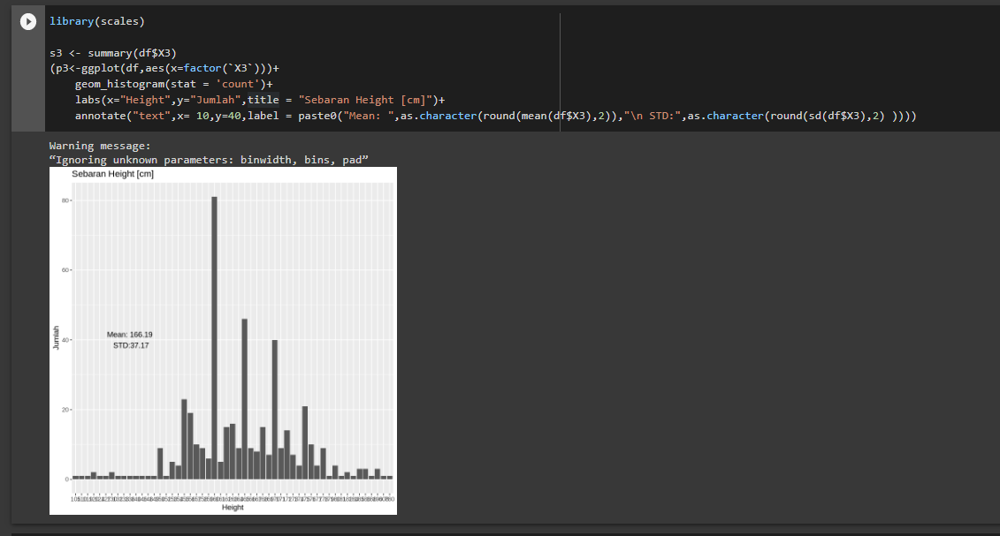 library(scales)
s3 <- summary(df$X3)
(p3<-ggplot(df,aes(x=factor(`X3`)))+
geom_histogram(stat = 'count')+
labs(x="Height",y="Jumlah",title = "Sebaran Height [cm]")+
annotate("text",x= 10,y=40,label = paste0("Mean: ",as.character(round(mean(df$X3),2)),"\n STD:",as.character(round(sd(df$X3),2) ))))
Warning message:
“Ignoring unknown parameters: binwidth, bins, pad”
Sebaran Height [cm]
80
60
Mean: 166.19
40
STD:37.17
Jumlah
20
0
Height